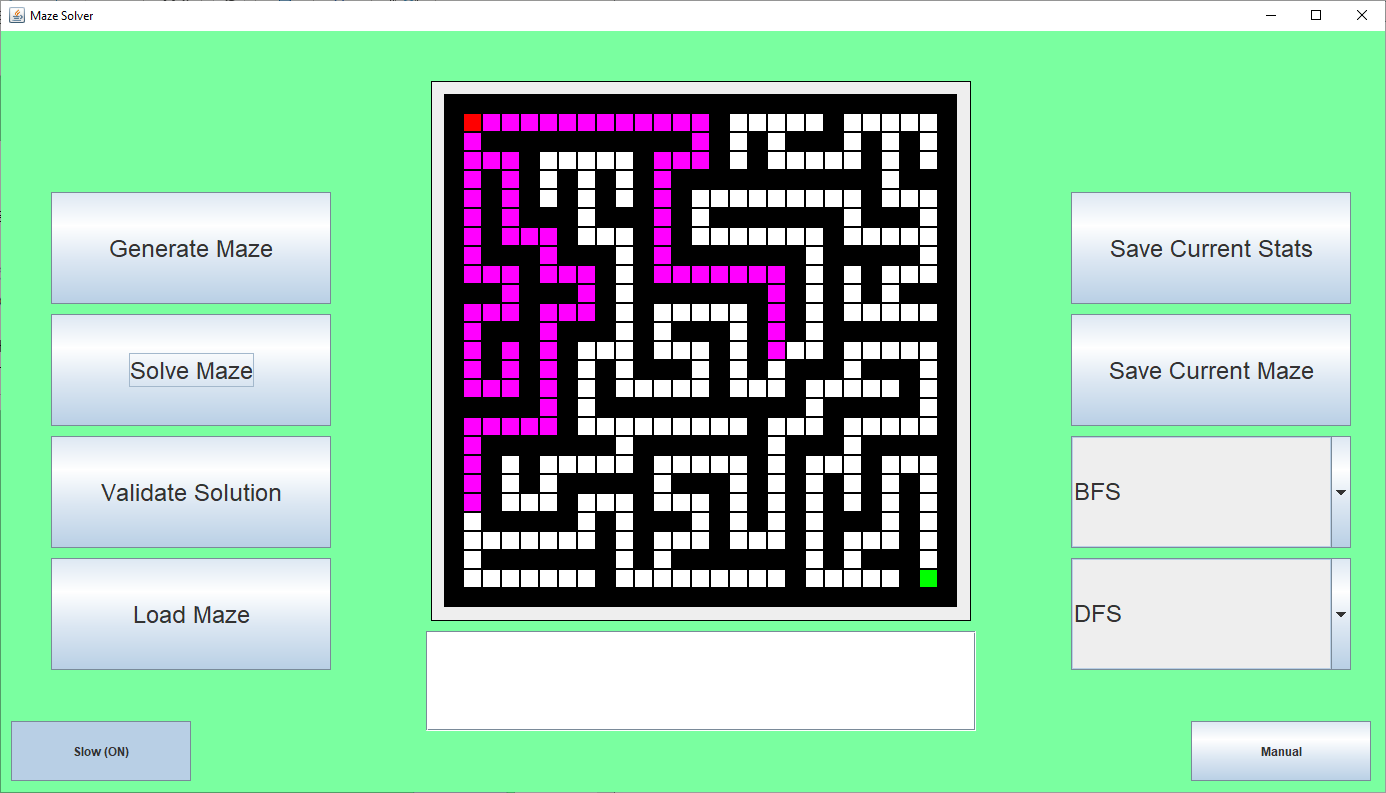 Maze Solver
Generate Maze
Solve Maze
Validate Solution
Load Maze
Slow (ON)
Save Current Stats
Save Current Maze
BFS
DFS
Manual